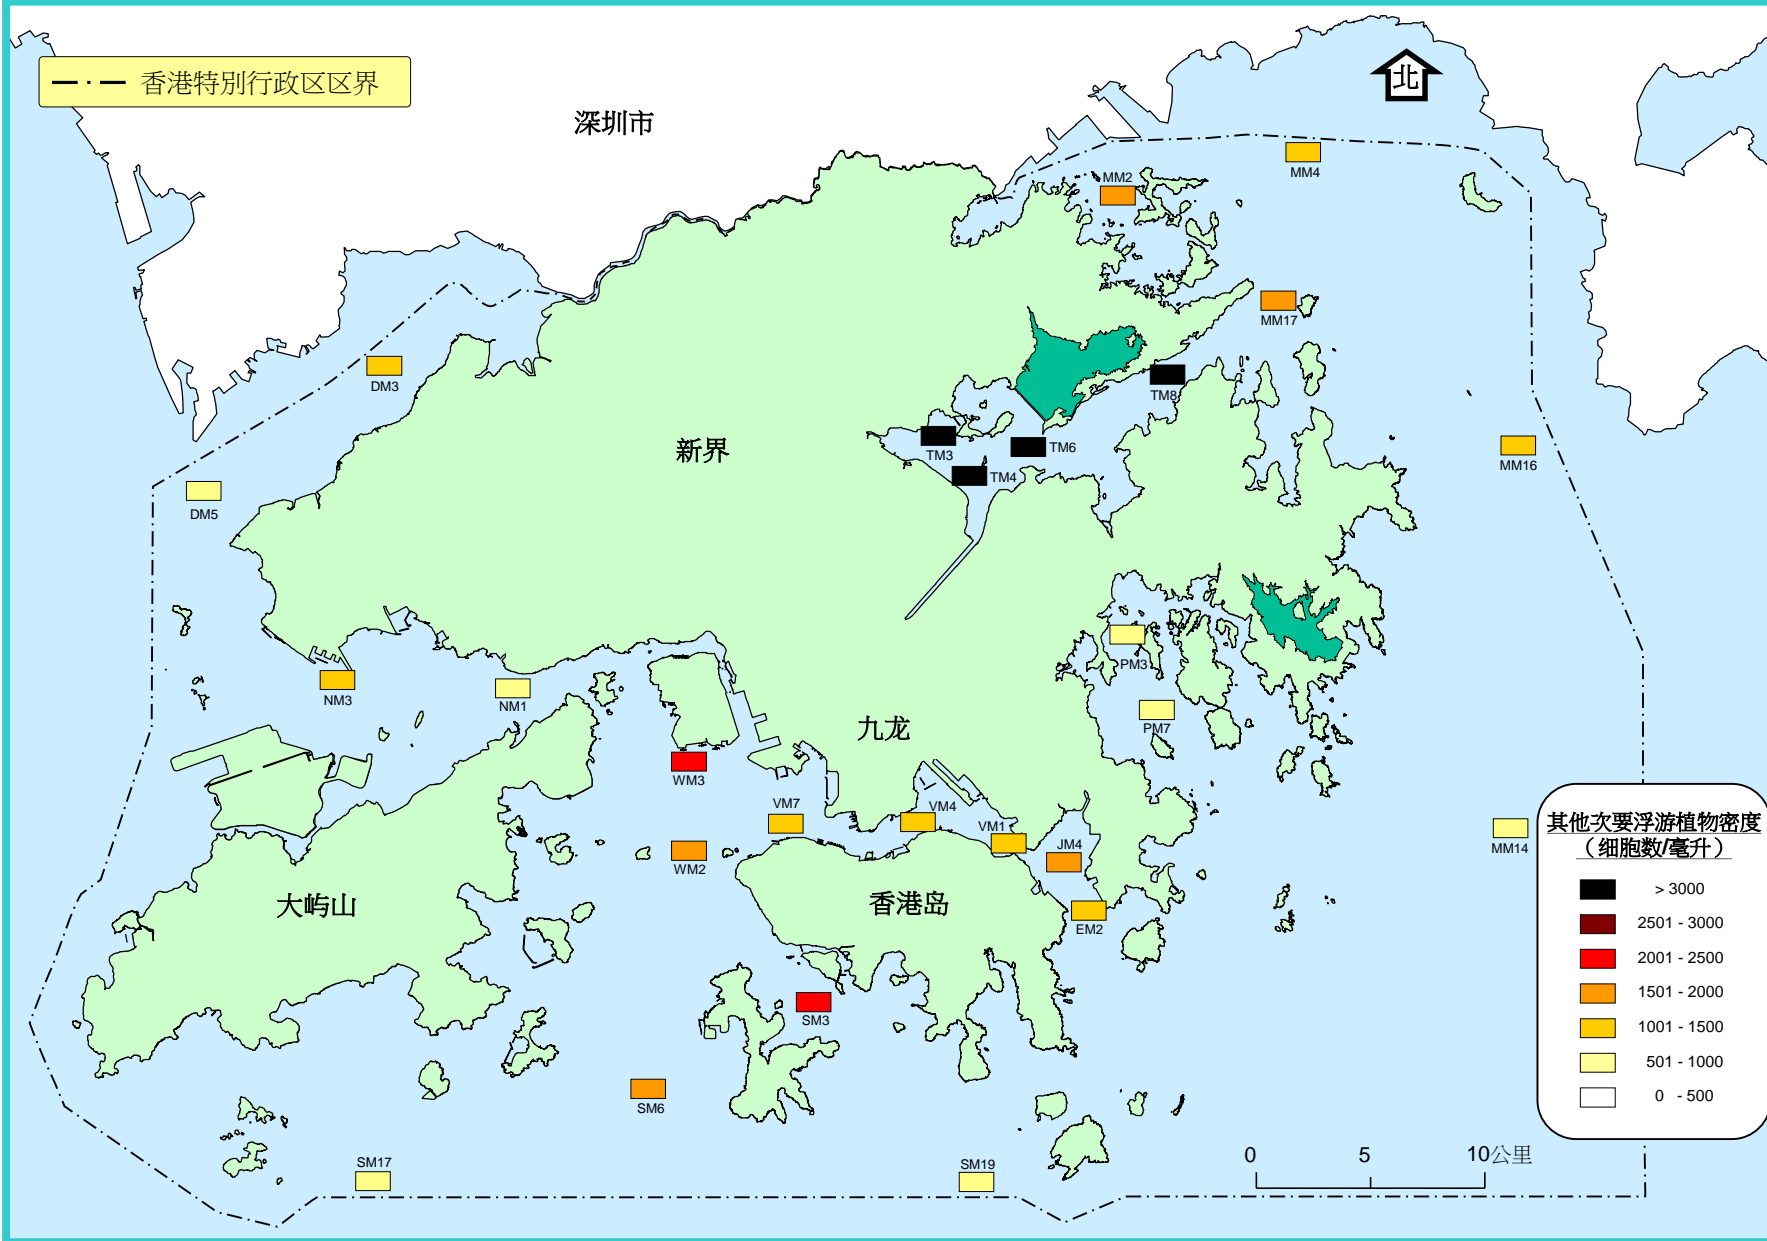 香港特别行政区区界
北
深圳市
MM4
MM2
MM17
DM3
TM8
TM3
TM6
TM4
新界
MM16
DM5
PM3
NM3
NM1
PM7
九龙
WM3
VM7
VM4
VM1
JM4
WM2
MM14
大屿山
香港岛
EM2
SM3
SM6
SM17
SM19
其他次要浮游植物密度
（细胞数/毫升）
> 3000
2501 - 3000
2001 - 2500
1501 - 2000
1001 - 1500
501 - 1000
0 - 500
0 5 10公里